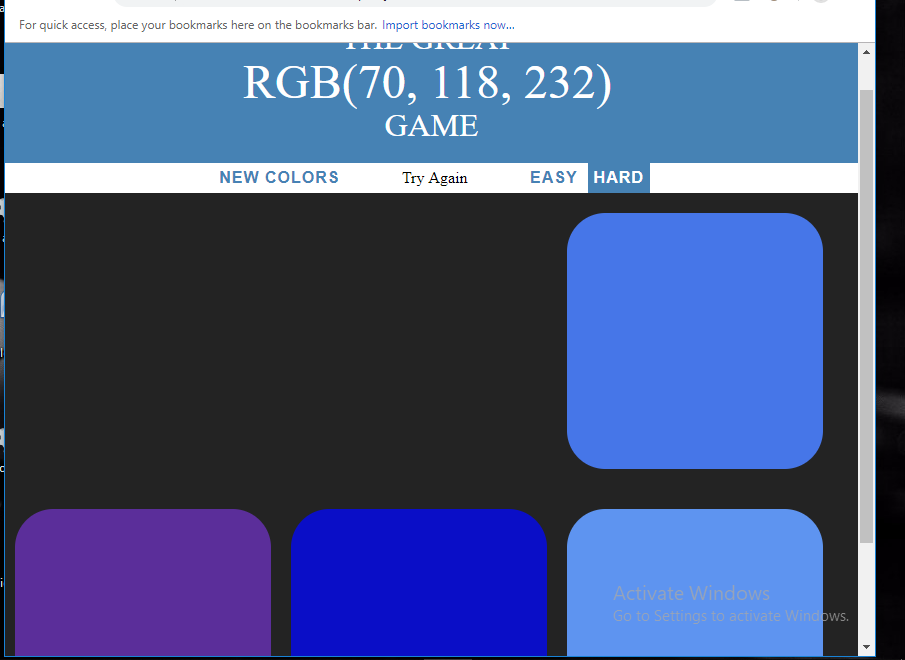 For quick access, place your bookmarks here on the bookmarks bar. Import bookmarks now...
THE GREAT
RGB(70, 118, 232)
GAME
NEW COLORS Try Again EASY HARD
Activate Windows
Go to Settings to activate Windows.